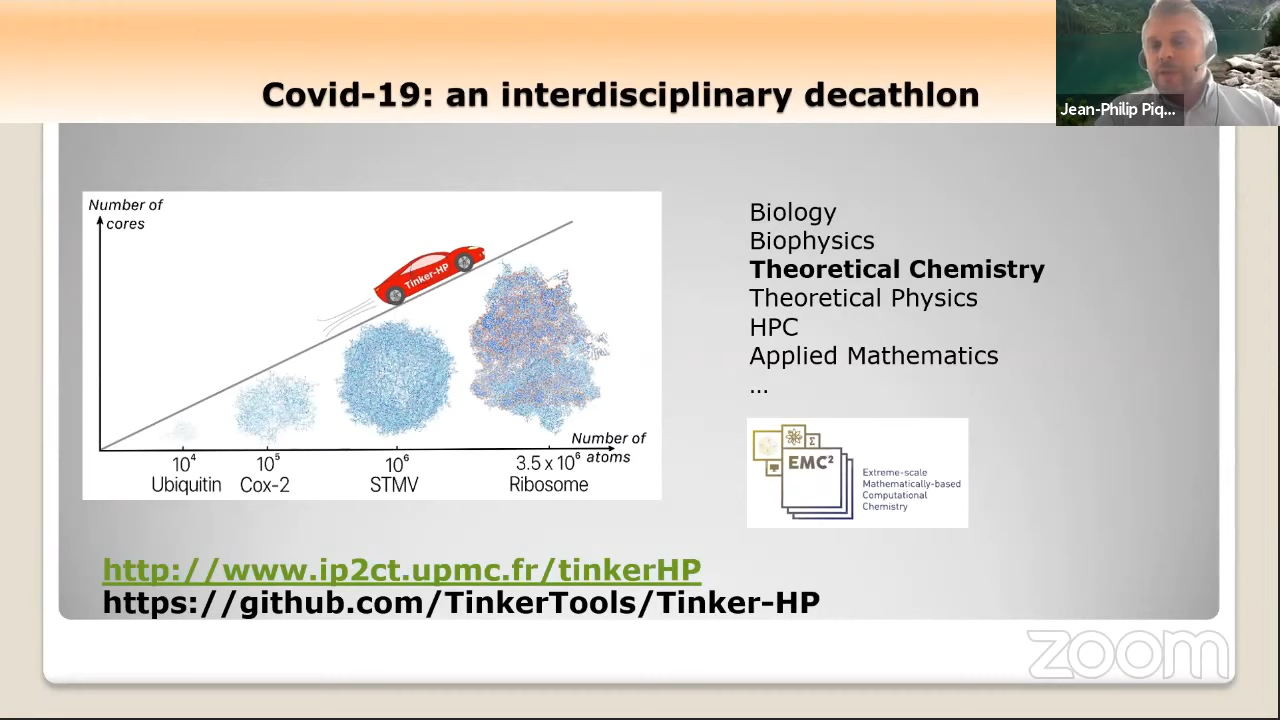 Covid-19: an interdisciplinary decathlon
Jean-Philip Piq...
Number of
cores
Tinker-HP
Number of
atoms
10⁴
10⁵
10⁶
3.5 x 10⁶
Ubiquitin
Cox-2
STMV
Ribosome
Biology
Biophysics
Theoretical Chemistry
Theoretical Physics
HPC
Applied Mathematics
...
Σ
EMC²
Extreme-scale
Mathematically-based
Computational
Chemistry
http://www.ip2ct.upmc.fr/tinkerHP
https://github.com/TinkerTools/Tinker-HP
zoom